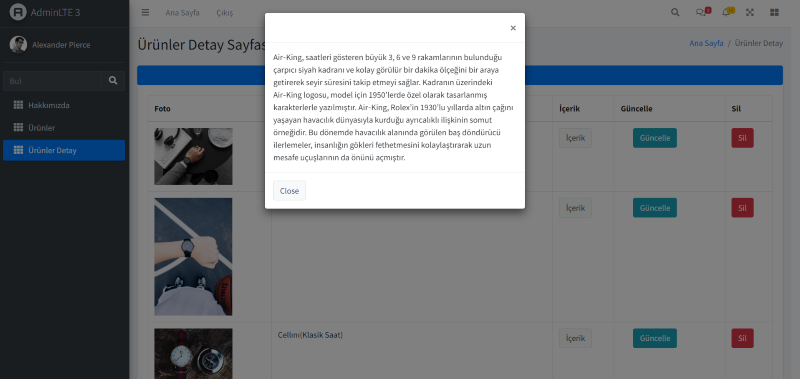 AdminLTE 3
Ana Sayfa
Çıkış
Alexander Pierce
Ürünler Detay Sayfas
Ana Sayfa / Ürünler Detay
×
Air-King, saatleri gösteren büyük 3, 6 ve 9 rakamlarının bulunduğu
çarpıcı siyah kadranı ve kolay görülür bir dakika ölçeğini bir araya
getirerek seyir süresini takip etmeyi sağlar. Kadranın üzerindeki
Air-King logosu, model için 1950'lerde özel olarak tasarlanmış
karakterlerle yazılmıştır. Air-King, Rolex'in 1930'lu yıllarda altın çağını
yaşayan havacılık dünyasıyla kurduğu ayrıcalıklı ilişkinin somut
örneğidir. Bu dönemde havacılık alanında görülen baş döndürücü
ilerlemeler, insanlığın gökleri fethetmesini kolaylaştırarak uzun
mesafe uçuşlarının da önünü açmıştır.
Close
Bul
Hakkımızda
Ürünler
Ürünler Detay
Foto
İçerik
Güncelle
Sil
İçerik
Güncelle
Sil
İçerik
Güncelle
Sil
Cellini(Klasik Saat)
İçerik
Güncelle
Sil